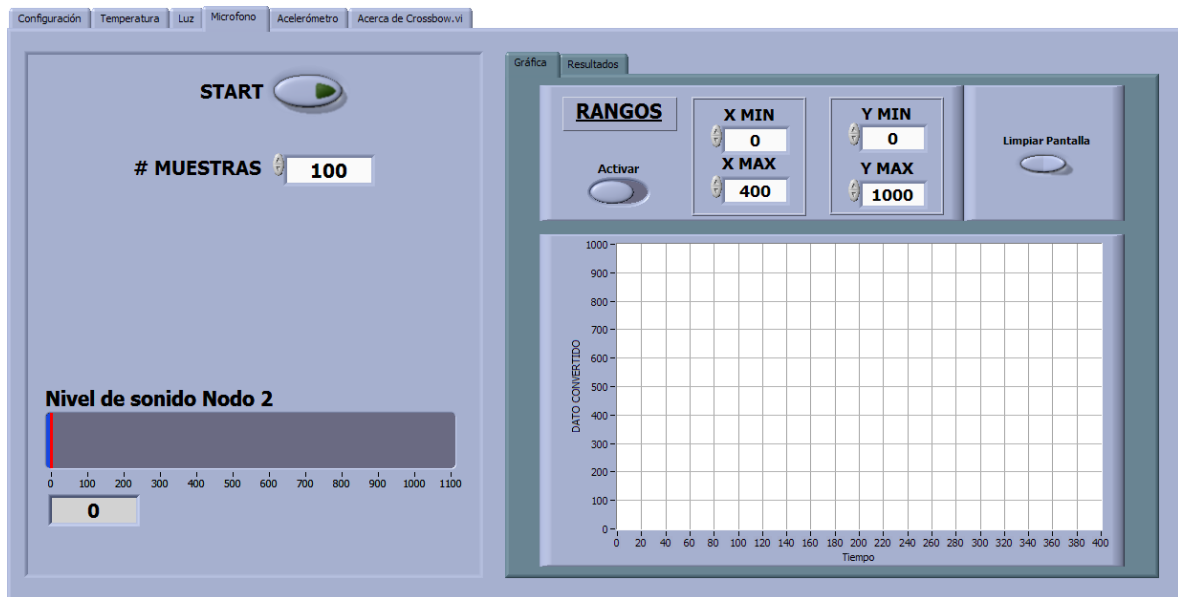 Configuración Temperatura Luz Microfono Acelerómetro Acerca de Crossbow.vi
START
# MUESTRAS 100
Nivel de sonido Nodo 2
0 100 200 300 400 500 600 700 800 900 1000 1100
0
Gráfica Resultados
RANGOS
Activar
X MIN
0
X MAX
400
Y MIN
0
Y MAX
1000
Limpiar Pantalla
DATO CONVERTIDO
1000
900
800
700
600
500
400
300
200
100
0
0 20 40 60 80 100 120 140 160 180 200 220 240 260 280 300 320 340 360 380 400
Tiempo